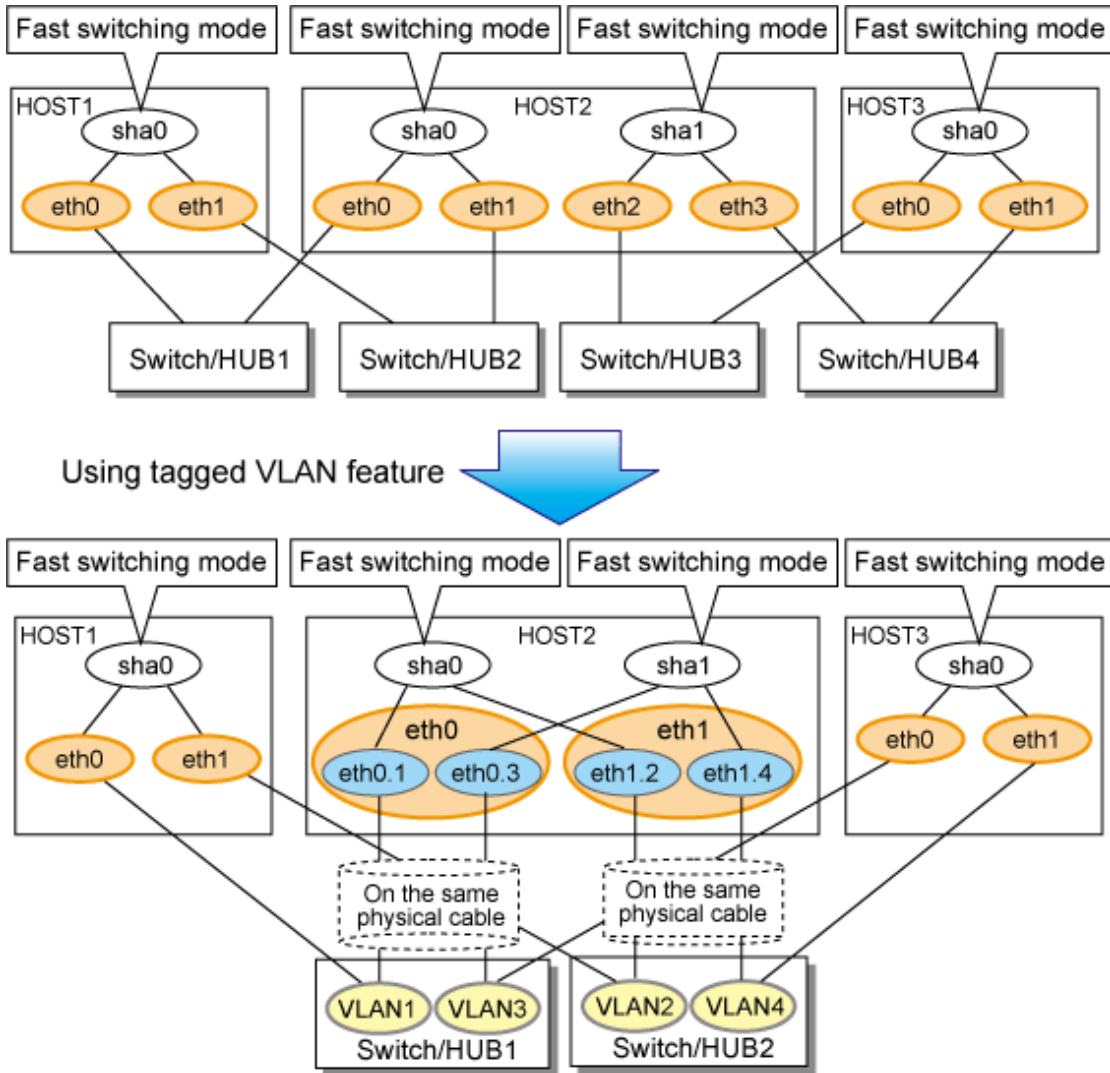 Fast switching mode
Fast switching mode
Fast switching mode
Fast switching mode
HOST1
HOST2
HOST3
sha0
sha0
sha1
sha0
eth0
eth1
eth0
eth1
eth2
eth3
eth0
eth1
Switch/HUB1
Switch/HUB2
Switch/HUB3
Switch/HUB4
Using tagged VLAN feature
Fast switching mode
Fast switching mode
Fast switching mode
Fast switching mode
HOST1
HOST2
HOST3
sha0
sha0
sha1
sha0
eth0
eth1
eth0
eth1
eth0
eth1
eth0.1
eth0.3
eth1.2
eth1.4
On the same
physical cable
On the same
physical cable
VLAN1
VLAN3
VLAN2
VLAN4
Switch/HUB1
Switch/HUB2